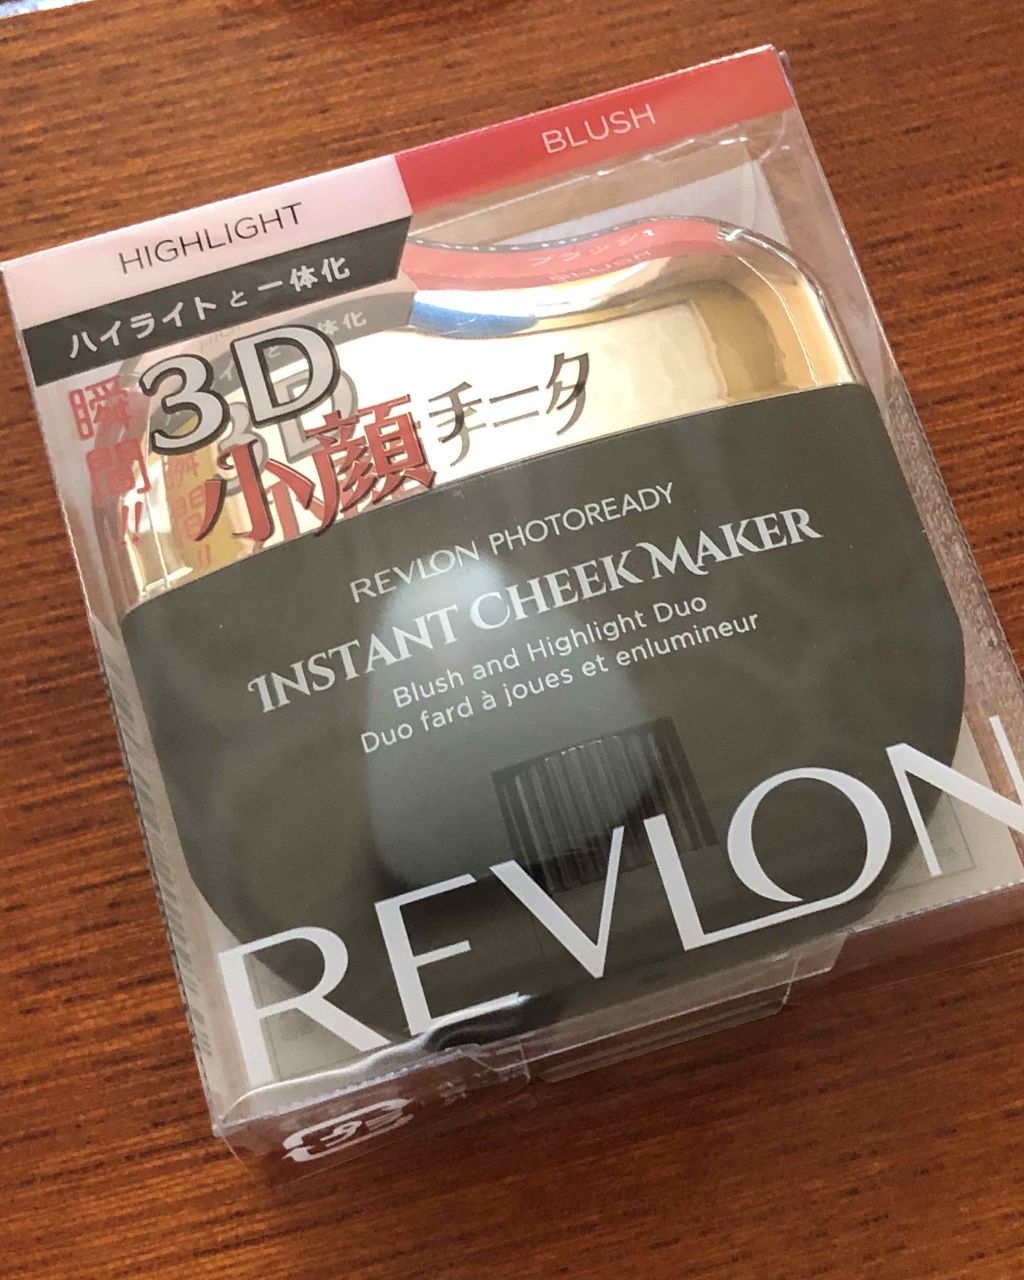 BLUSH
HIGHLIGHT
ハイライトと一体化
瞬間!!
3D
小顔チーク
REVLON PHOTOREADY
INSTANT CHEEK MAKER
Blush and Highlight Duo
Duo fard à joues et enlumineur
REVLON